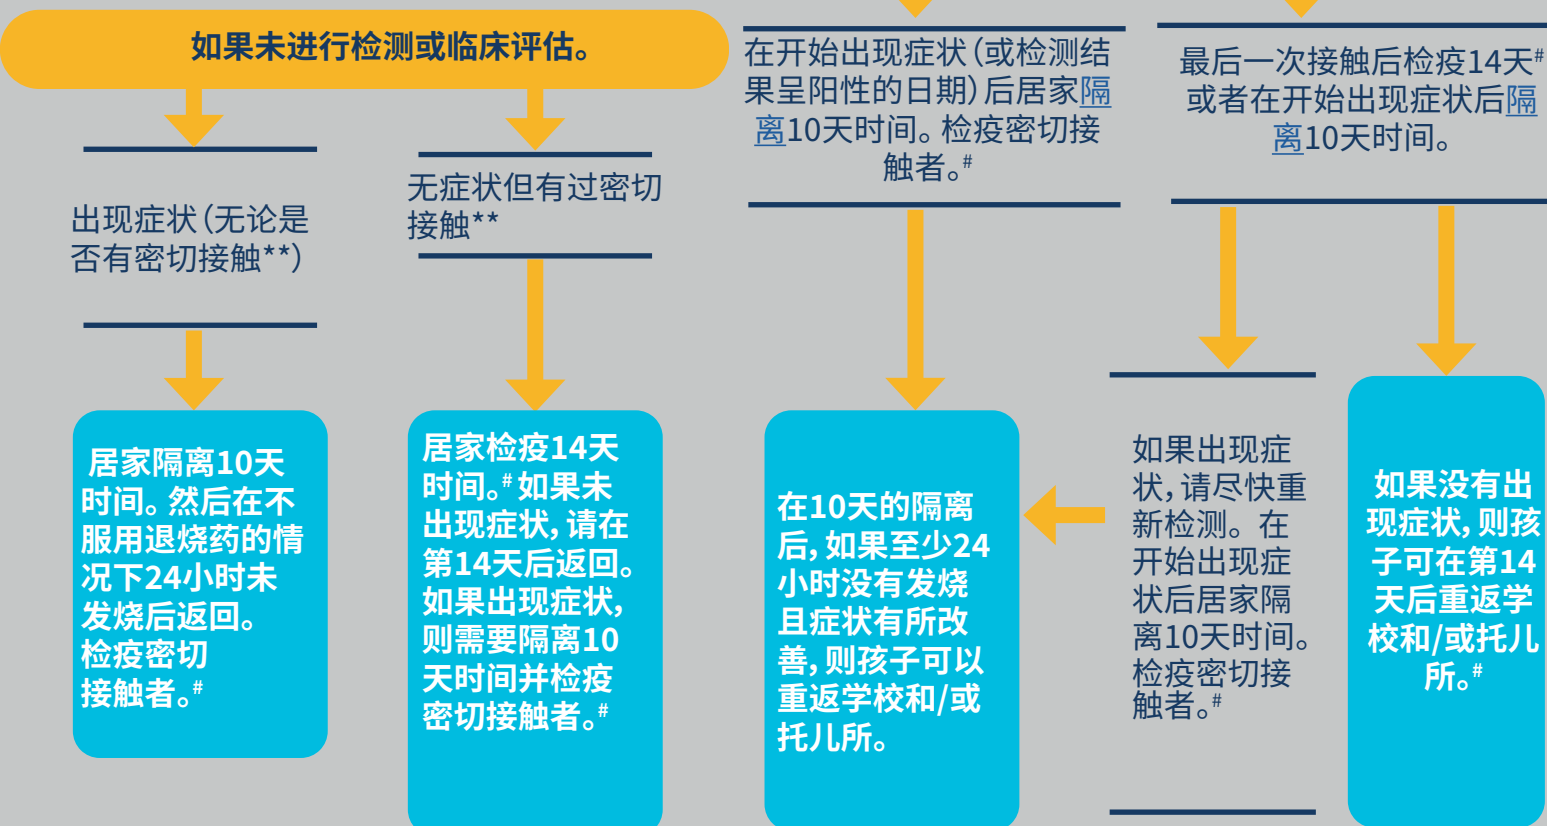 如果未进行检测或临床评估。
出现症状（无论是
否有密切接触**）
居家隔离10天
时间。然后在不
服用退烧药的情
况下24小时未
发烧后返回。
检疫密切
接触者。#
无症状但有过密切
接触**
居家检疫14天
时间。#如果未
出现症状，请在
第14天后返回。
如果出现症状，
则需要隔离10
天时间并检疫
密切接触者。#
在开始出现症状（或检测结
果呈阳性的日期）后居家隔
离10天时间。检疫密切接
触者。#
在10天的隔离
后，如果至少24
小时没有发烧
且症状有所改
善，则孩子可以
重返学校和/或
托儿所。
最后一次接触后检疫14天#
或者在开始出现症状后隔
离10天时间。
如果出现症
状，请尽快重
新检测。在
开始出现症
状后居家隔
离10天时间。
检疫密切接
触者。#
如果没有出
现症状，则孩
子可在第14
天后重返学
校和/或托儿
所。#